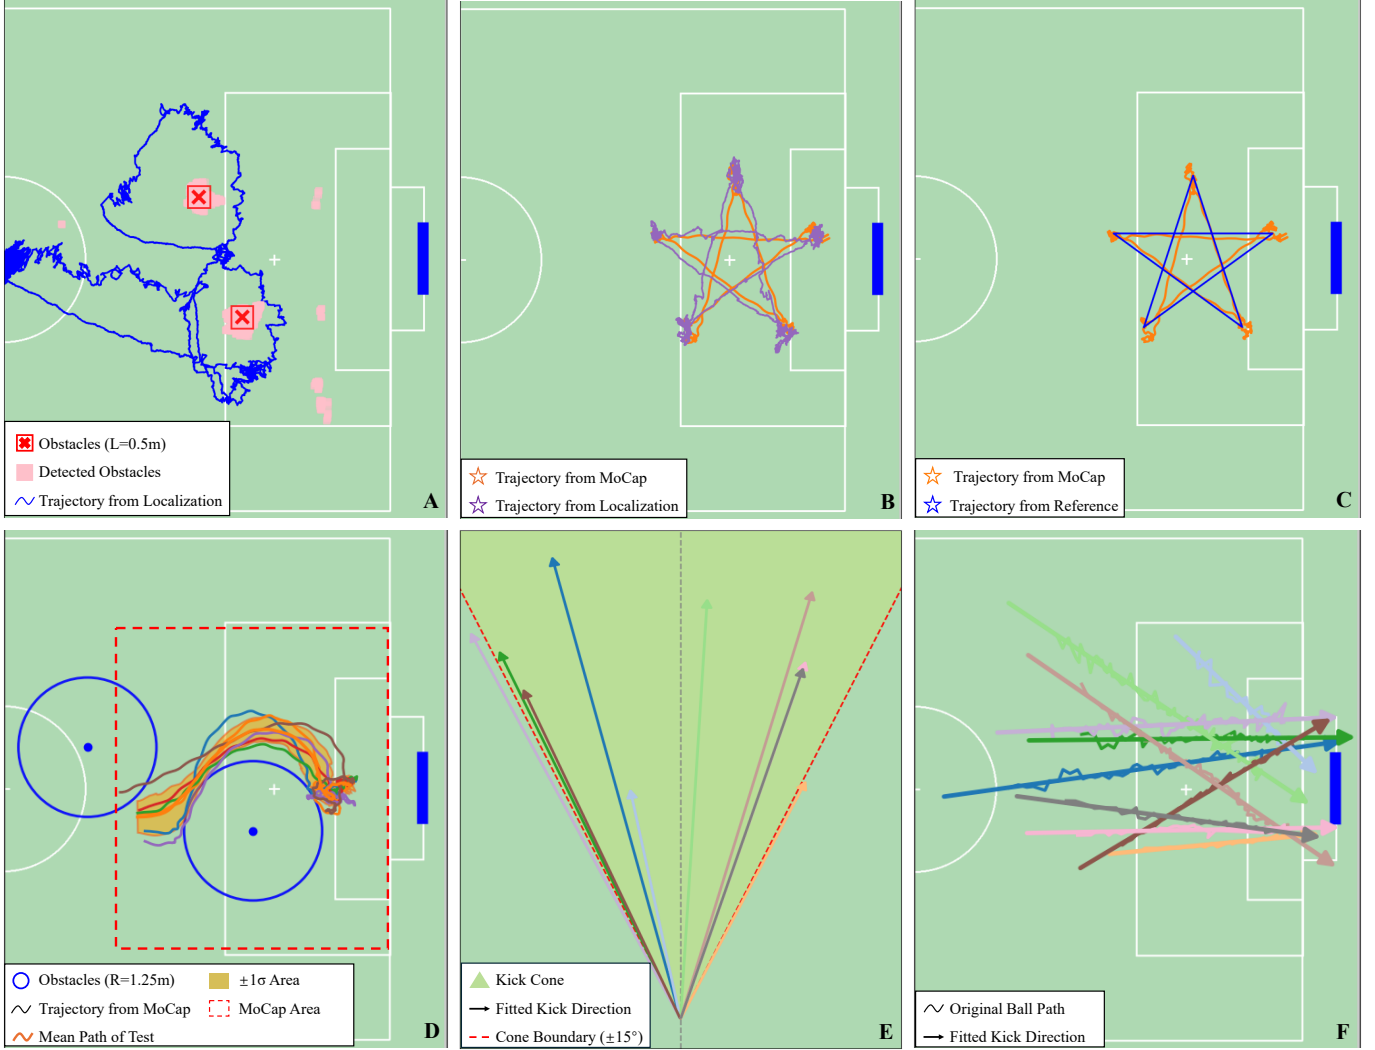 Obstacles (L=0.5m)
Detected Obstacles
Trajectory from Localization
A
Trajectory from MoCap
Trajectory from Localization
B
Trajectory from MoCap
Trajectory from Reference
C
Obstacles (R=1.25m)
±1σ Area
Trajectory from MoCap
MoCap Area
Mean Path of Test
D
Kick Cone
Fitted Kick Direction
Cone Boundary (±15°)
E
Original Ball Path
Fitted Kick Direction
F